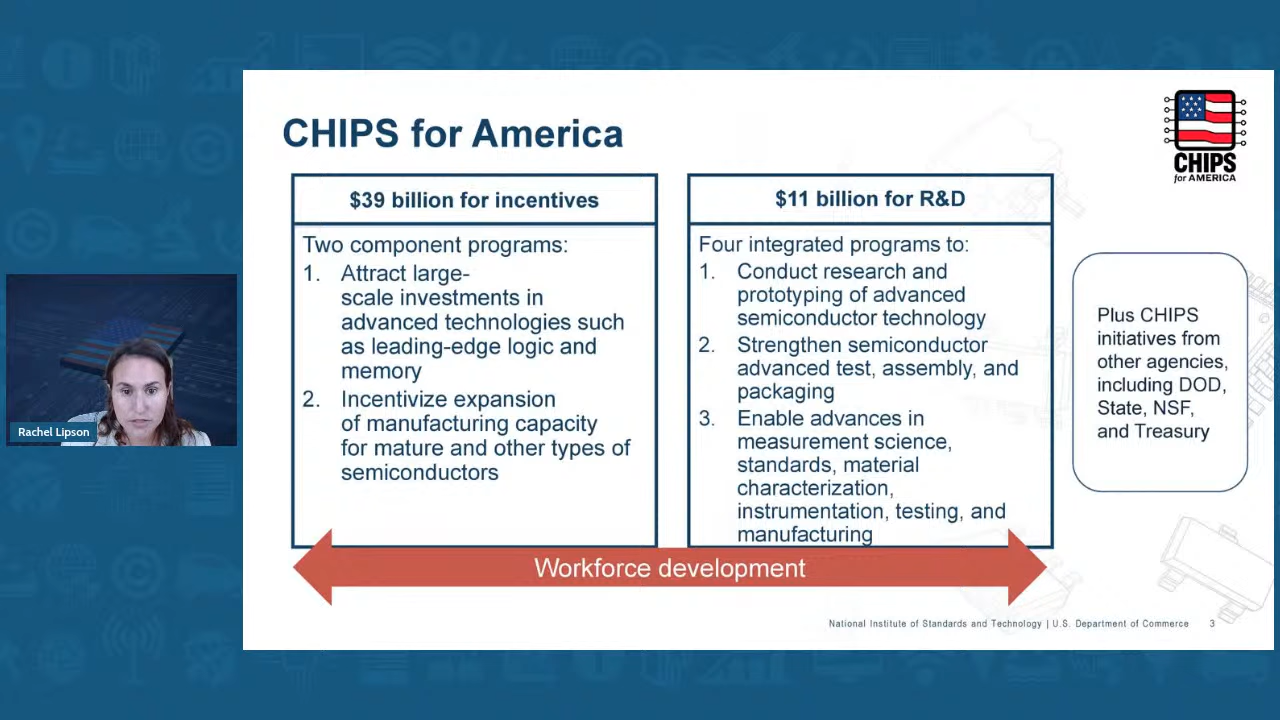 CHIPS for America
CHIPS
for AMERICA
$39 billion for incentives
Two component programs:
1. Attract large-
scale investments in
advanced technologies such
as leading-edge logic and
memory
2. Incentivize expansion
of manufacturing capacity
for mature and other types of
semiconductors
$11 billion for R&D
Four integrated programs to:
1. Conduct research and
prototyping of advanced
semiconductor technology
2. Strengthen semiconductor
advanced test, assembly, and
packaging
3. Enable advances in
measurement science,
standards, material
characterization,
instrumentation, testing, and
manufacturing
Plus CHIPS
initiatives from
other agencies,
including DOD,
State, NSF,
and Treasury
Workforce development
Rachel Lipson
National Institute of Standards and Technology | U.S. Department of Commerce 3